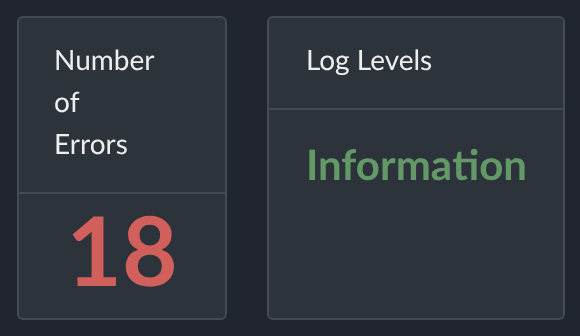 Number
of
Errors
18
Log Levels
Information